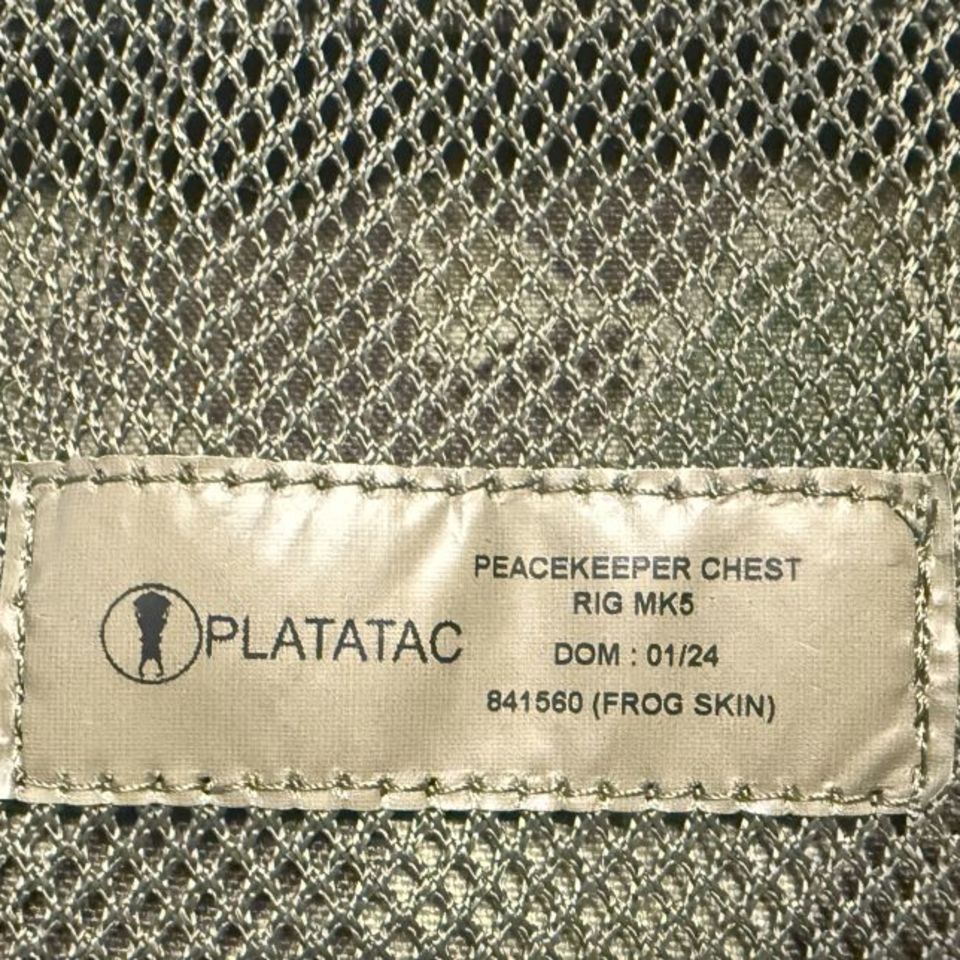 PLATATAC
PEACEKEEPER CHEST
RIG MK5
DOM : 01/24
841560 (FROG SKIN)